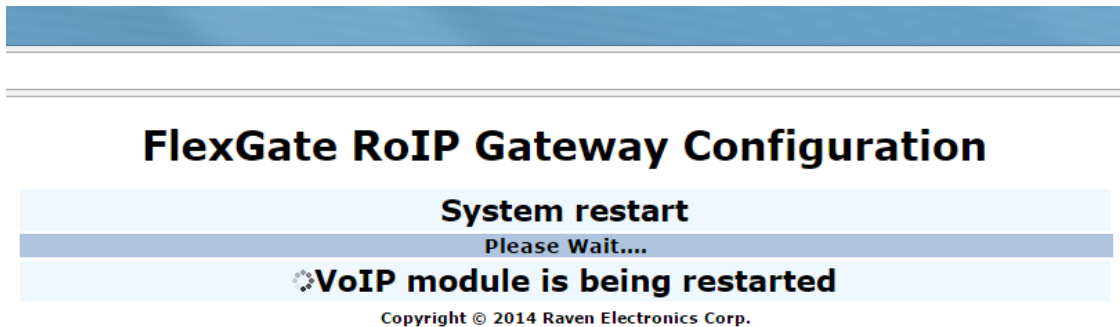 FlexGate RoIP Gateway Configuration
System restart
Please Wait....
VoIP module is being restarted
Copyright © 2014 Raven Electronics Corp.